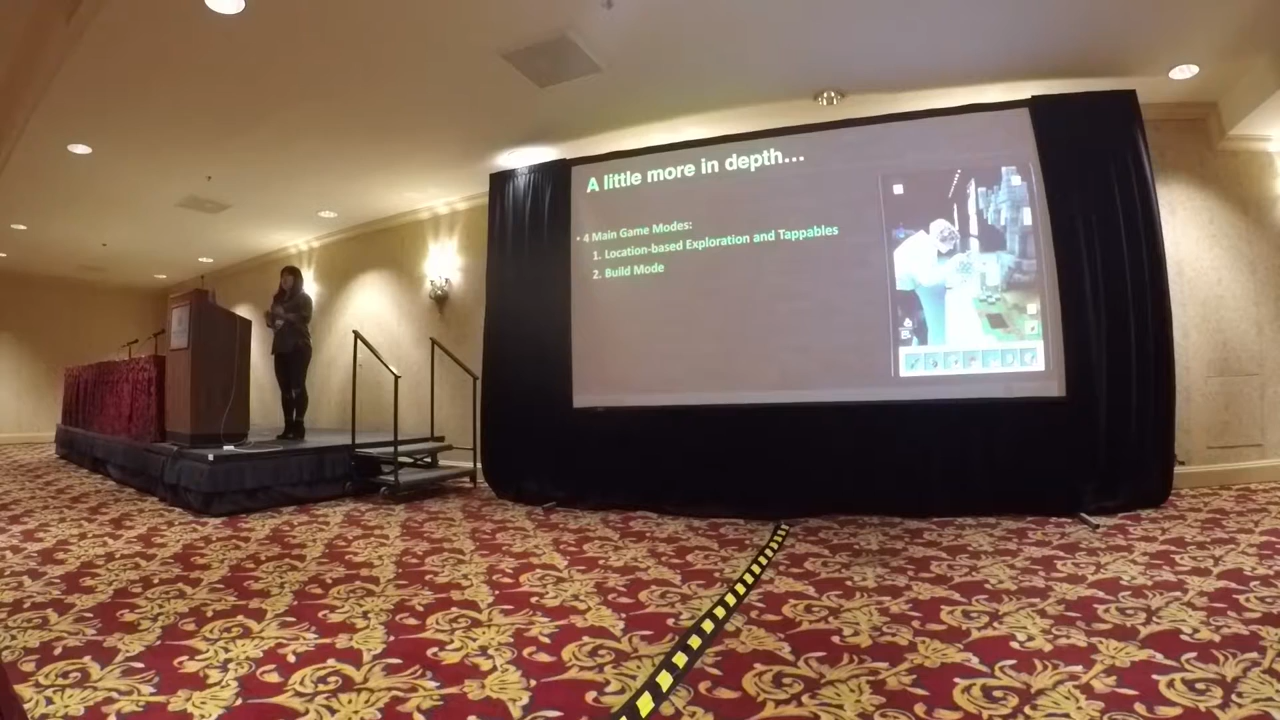 A little more in depth...
• 4 Main Game Modes:
1. Location-based Exploration and Tappables
2. Build Mode